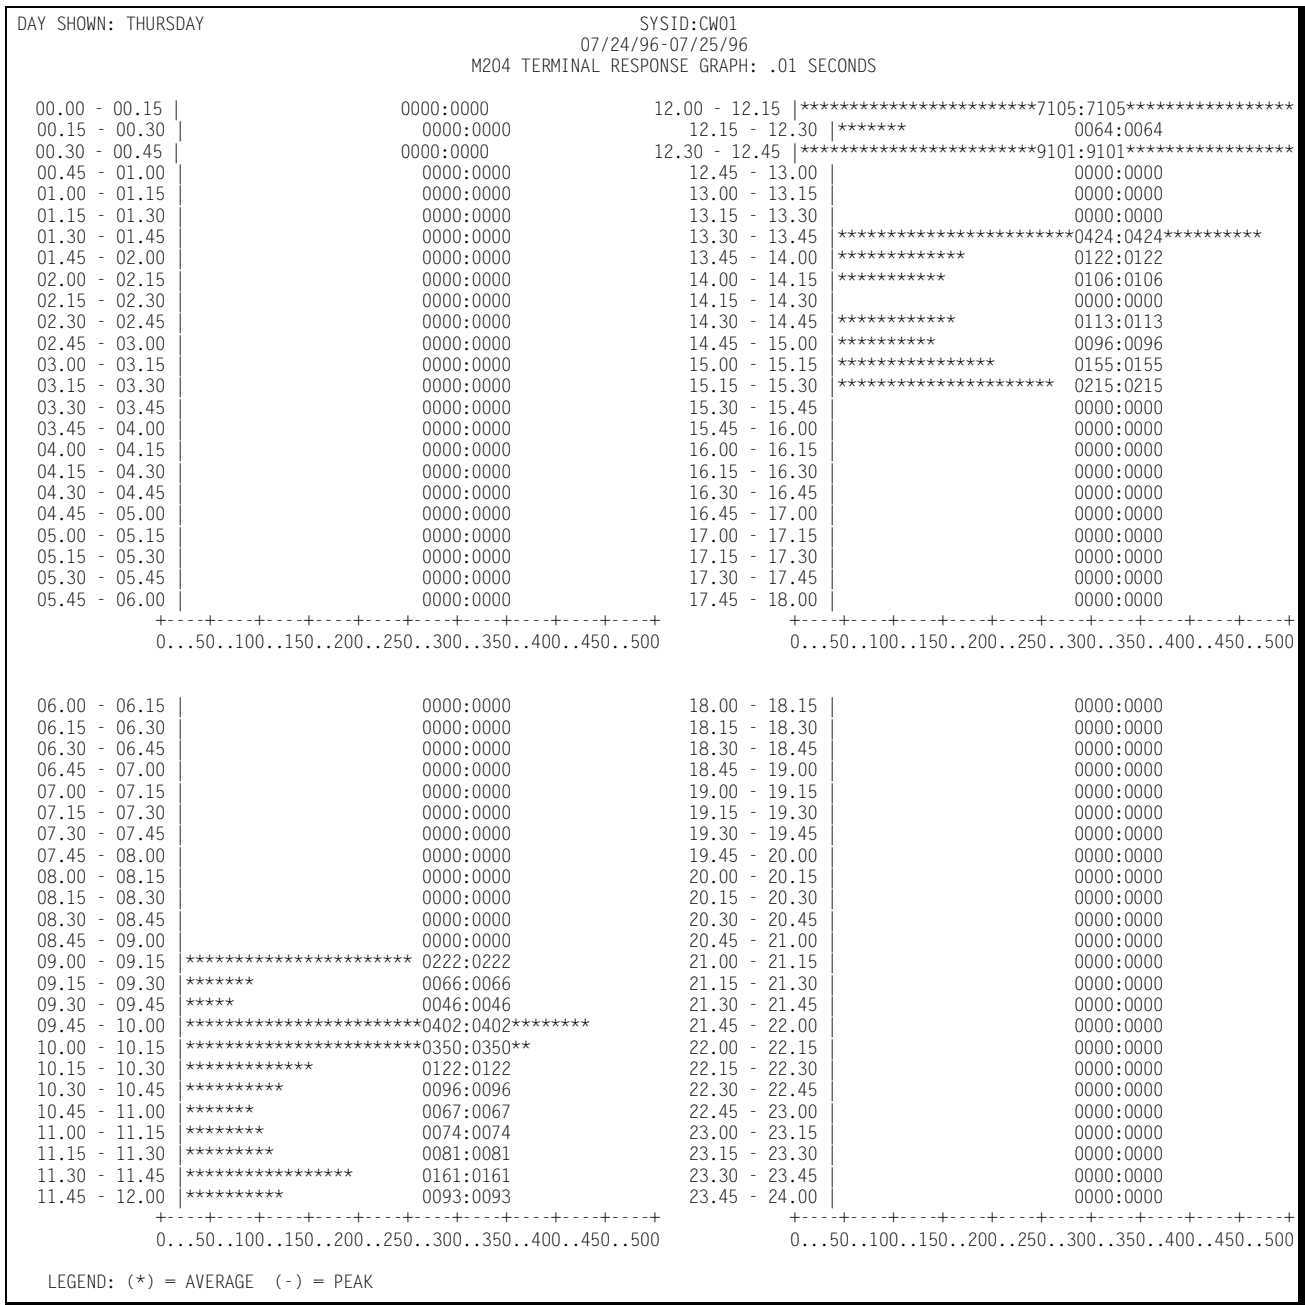 DAY SHOWN: THURSDAY SYSID:CW01
07/24/96-07/25/96
M204 TERMINAL RESPONSE GRAPH: .01 SECONDS
00.00 - 00.15 | 0000:0000 12.00 - 12.15 |************************7105:7105*****************
00.15 - 00.30 | 0000:0000 12.15 - 12.30 |******* 0064:0064
00.30 - 00.45 | 0000:0000 12.30 - 12.45 |************************9101:9101*****************
00.45 - 01.00 | 0000:0000 12.45 - 13.00 | 0000:0000
01.00 - 01.15 | 0000:0000 13.00 - 13.15 | 0000:0000
01.15 - 01.30 | 0000:0000 13.15 - 13.30 | 0000:0000
01.30 - 01.45 | 0000:0000 13.30 - 13.45 |************************0424:0424**********
01.45 - 02.00 | 0000:0000 13.45 - 14.00 |************* 0122:0122
02.00 - 02.15 | 0000:0000 14.00 - 14.15 |*********** 0106:0106
02.15 - 02.30 | 0000:0000 14.15 - 14.30 | 0000:0000
02.30 - 02.45 | 0000:0000 14.30 - 14.45 |************ 0113:0113
02.45 - 03.00 | 0000:0000 14.45 - 15.00 |********** 0096:0096
03.00 - 03.15 | 0000:0000 15.00 - 15.15 |**************** 0155:0155
03.15 - 03.30 | 0000:0000 15.15 - 15.30 |********************** 0215:0215
03.30 - 03.45 | 0000:0000 15.30 - 15.45 | 0000:0000
03.45 - 04.00 | 0000:0000 15.45 - 16.00 | 0000:0000
04.00 - 04.15 | 0000:0000 16.00 - 16.15 | 0000:0000
04.15 - 04.30 | 0000:0000 16.15 - 16.30 | 0000:0000
04.30 - 04.45 | 0000:0000 16.30 - 16.45 | 0000:0000
04.45 - 05.00 | 0000:0000 16.45 - 17.00 | 0000:0000
05.00 - 05.15 | 0000:0000 17.00 - 17.15 | 0000:0000
05.15 - 05.30 | 0000:0000 17.15 - 17.30 | 0000:0000
05.30 - 05.45 | 0000:0000 17.30 - 17.45 | 0000:0000
05.45 - 06.00 | 0000:0000 17.45 - 18.00 | 0000:0000
+----+----+----+----+----+----+----+----+----+----+ +----+----+----+----+----+----+----+----+----+----+
0...50..100..150..200..250..300..350..400..450..500 0...50..100..150..200..250..300..350..400..450..500
06.00 - 06.15 | 0000:0000 18.00 - 18.15 | 0000:0000
06.15 - 06.30 | 0000:0000 18.15 - 18.30 | 0000:0000
06.30 - 06.45 | 0000:0000 18.30 - 18.45 | 0000:0000
06.45 - 07.00 | 0000:0000 18.45 - 19.00 | 0000:0000
07.00 - 07.15 | 0000:0000 19.00 - 19.15 | 0000:0000
07.15 - 07.30 | 0000:0000 19.15 - 19.30 | 0000:0000
07.30 - 07.45 | 0000:0000 19.30 - 19.45 | 0000:0000
07.45 - 08.00 | 0000:0000 19.45 - 20.00 | 0000:0000
08.00 - 08.15 | 0000:0000 20.00 - 20.15 | 0000:0000
08.15 - 08.30 | 0000:0000 20.15 - 20.30 | 0000:0000
08.30 - 08.45 | 0000:0000 20.30 - 20.45 | 0000:0000
08.45 - 09.00 | 0000:0000 20.45 - 21.00 | 0000:0000
09.00 - 09.15 |*********************** 0222:0222 21.00 - 21.15 | 0000:0000
09.15 - 09.30 |******* 0066:0066 21.15 - 21.30 | 0000:0000
09.30 - 09.45 |***** 0046:0046 21.30 - 21.45 | 0000:0000
09.45 - 10.00 |************************0402:0402******** 21.45 - 22.00 | 0000:0000
10.00 - 10.15 |************************0350:0350** 22.00 - 22.15 | 0000:0000
10.15 - 10.30 |************* 0122:0122 22.15 - 22.30 | 0000:0000
10.30 - 10.45 |********** 0096:0096 22.30 - 22.45 | 0000:0000
10.45 - 11.00 |******* 0067:0067 22.45 - 23.00 | 0000:0000
11.00 - 11.15 |******** 0074:0074 23.00 - 23.15 | 0000:0000
11.15 - 11.30 |********* 0081:0081 23.15 - 23.30 | 0000:0000
11.30 - 11.45 |***************** 0161:0161 23.30 - 23.45 | 0000:0000
11.45 - 12.00 |********** 0093:0093 23.45 - 24.00 | 0000:0000
+----+----+----+----+----+----+----+----+----+----+ +----+----+----+----+----+----+----+----+----+----+
0...50..100..150..200..250..300..350..400..450..500 0...50..100..150..200..250..300..350..400..450..500
LEGEND: (*) = AVERAGE (-) = PEAK